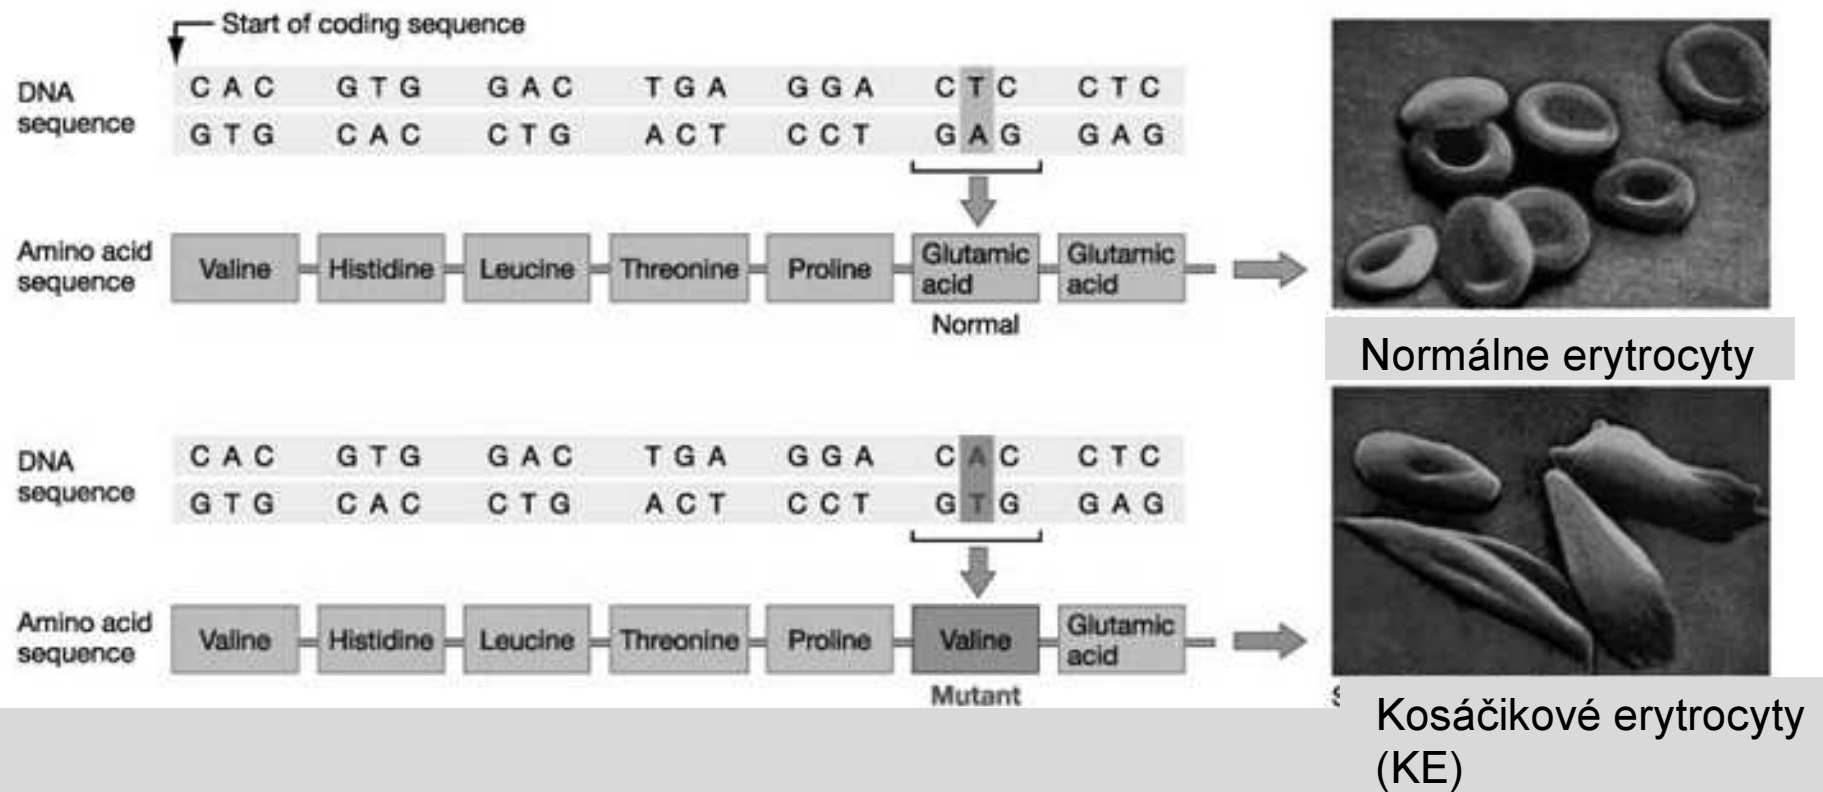 Start of coding sequence
DNA
sequence
C A C G T G G A C T G A G G A C T C C T C
G T G C A C C T G A C T C C T G A G G A G
Amino acid
sequence
Valine Histidine Leucine Threonine Proline Glutamic
acid Glutamic
acid
Normal
Normálne erytrocyty
DNA
sequence
C A C G T G G A C T G A G G A C A C C T C
G T G C A C C T G A C T C C T G T G G A G
Amino acid
sequence
Valine Histidine Leucine Threonine Proline Valine Glutamic
acid
Mutant
Kosáčikové erytrocyty
(KE)